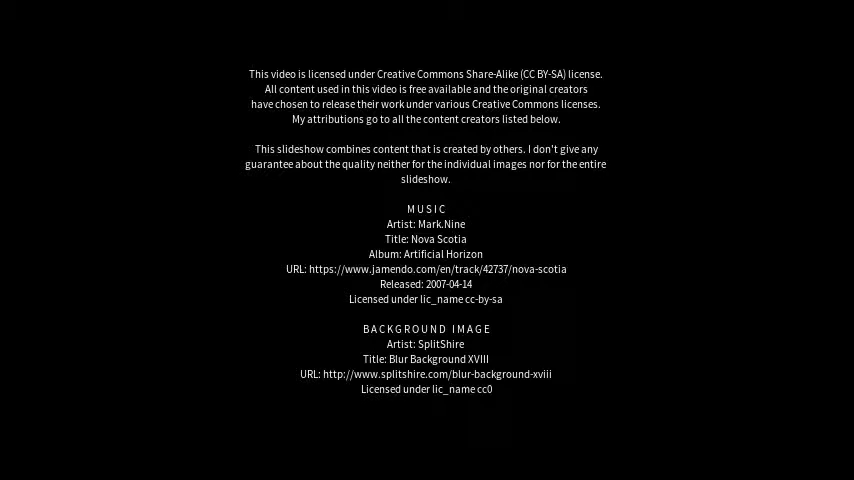 This video is licensed under Creative Commons Share-Alike (CC BY-SA) license.
All content used in this video is free available and the original creators
have chosen to release their work under various Creative Commons licenses.
My attributions go to all the content creators listed below.
This slideshow combines content that is created by others. I don't give any
guarantee about the quality neither for the individual images nor for the entire
slideshow.
MUSIC
Artist: Mark.Nine
Title: Nova Scotia
Album: Artificial Horizon
URL: https://www.jamendo.com/en/track/42737/nova-scotia
Released: 2007-04-14
Licensed under lic_name cc-by-sa
BACKGROUND IMAGE
Artist: SplitShire
Title: Blur Background XVIII
URL: http://www.splitshire.com/blur-background-xviii
Licensed under lic_name cc0